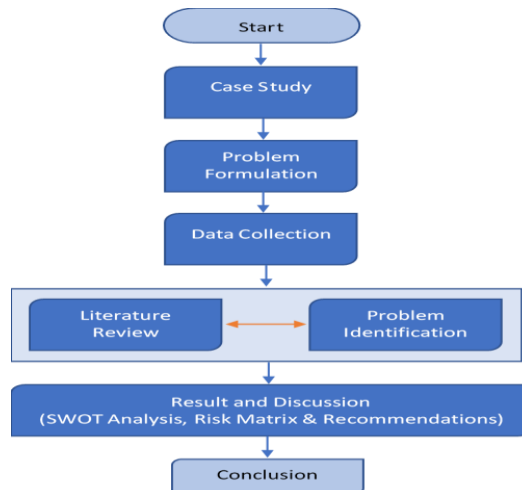 Start
Case Study
Problem
Formulation
Data Collection
Literature
Review
Problem
Identification
Result and Discussion
(SWOT Analysis, Risk Matrix & Recommendations)
Conclusion